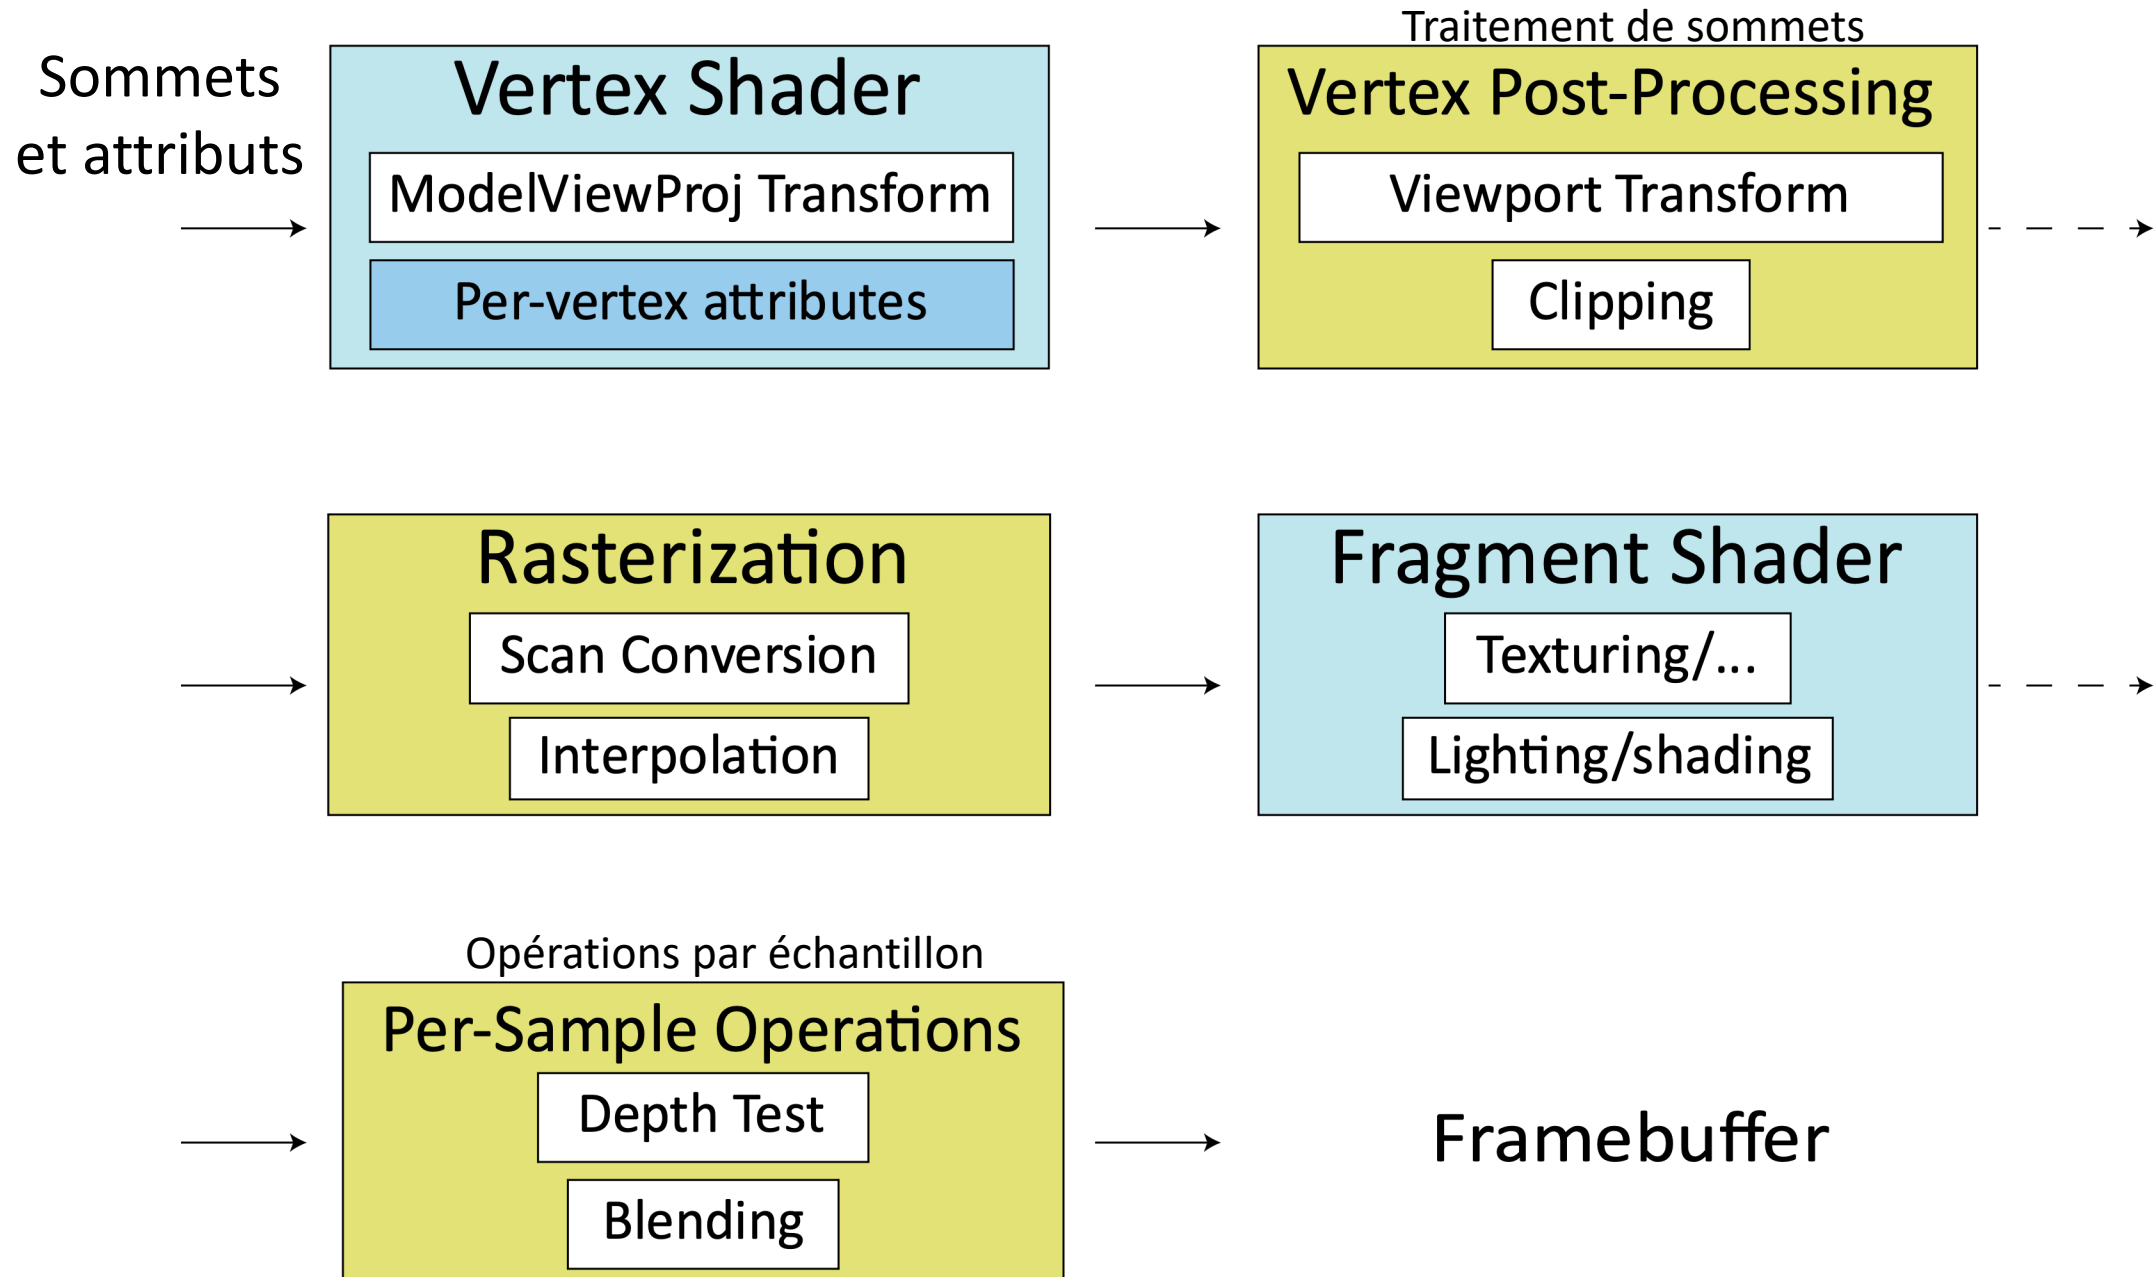 Sommets
et attributs
Vertex Shader
ModelViewProj Transform
Per-vertex attributes
Traitement de sommets
Vertex Post-Processing
Viewport Transform
Clipping
Rasterization
Scan Conversion
Interpolation
Fragment Shader
Texturing/...
Lighting/shading
Opérations par échantillon
Per-Sample Operations
Depth Test
Blending
Framebuffer